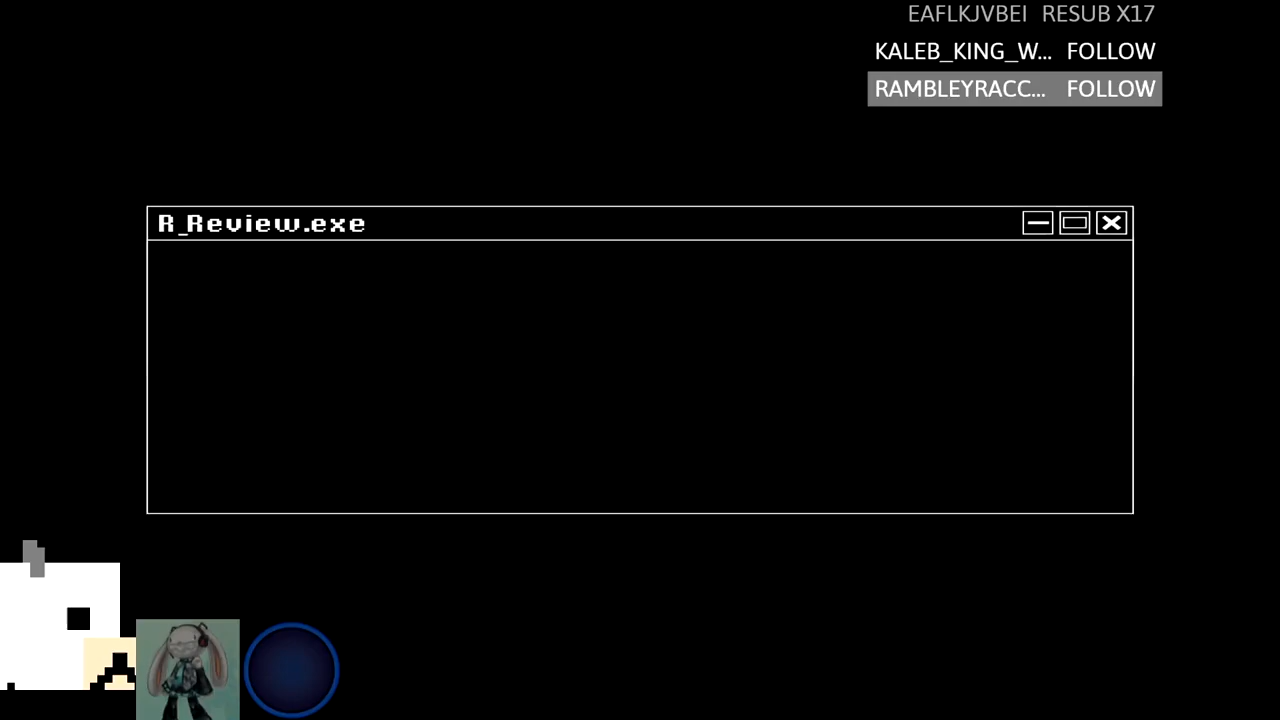 EAFLKJVBEI RESUB X17
KALEB_KING_W... FOLLOW
RAMBLEYRACC... FOLLOW
R_Review.exe